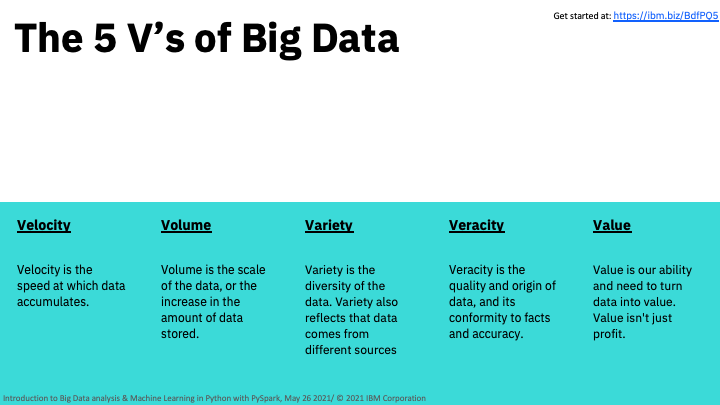 Get started at: https://ibm.biz/BdfPQ5
The 5 V’s of Big Data
Velocity
Velocity is the
speed at which data
accumulates.
Volume
Volume is the scale
of the data, or the
increase in the
amount of data
stored.
Variety
Variety is the
diversity of the
data. Variety also
reflects that data
comes from
different sources
Veracity
Veracity is the
quality and origin of
data, and its
conformity to facts
and accuracy.
Value
Value is our ability
and need to turn
data into value.
Value isn't just
profit.
Introduction to Big Data analysis & Machine Learning in Python with PySpark, May 26 2021/ © 2021 IBM Corporation